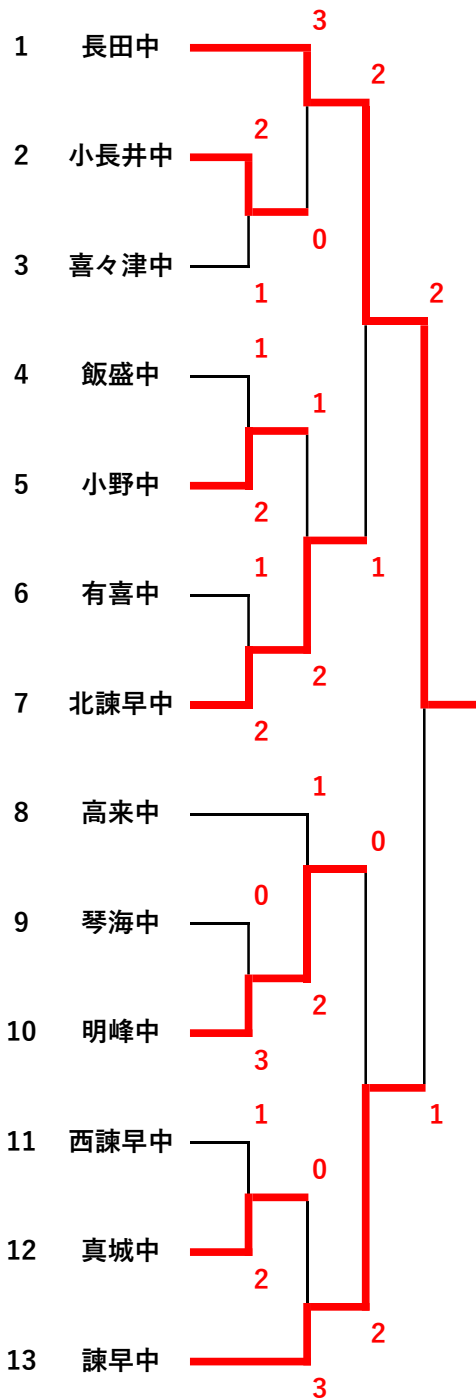 3
1 長田中
2
2
2 小長井中
0
3 喜々津中
1
2
1
4 飯盛中
1
5 小野中
2
1
1
6 有喜中
2
7 北諫早中
2
1
8 高来中
0
0
9 琴海中
2
10 明峰中
3
1
1
11 西諫早中
0
12 真城中
2
2
13 諫早中
3